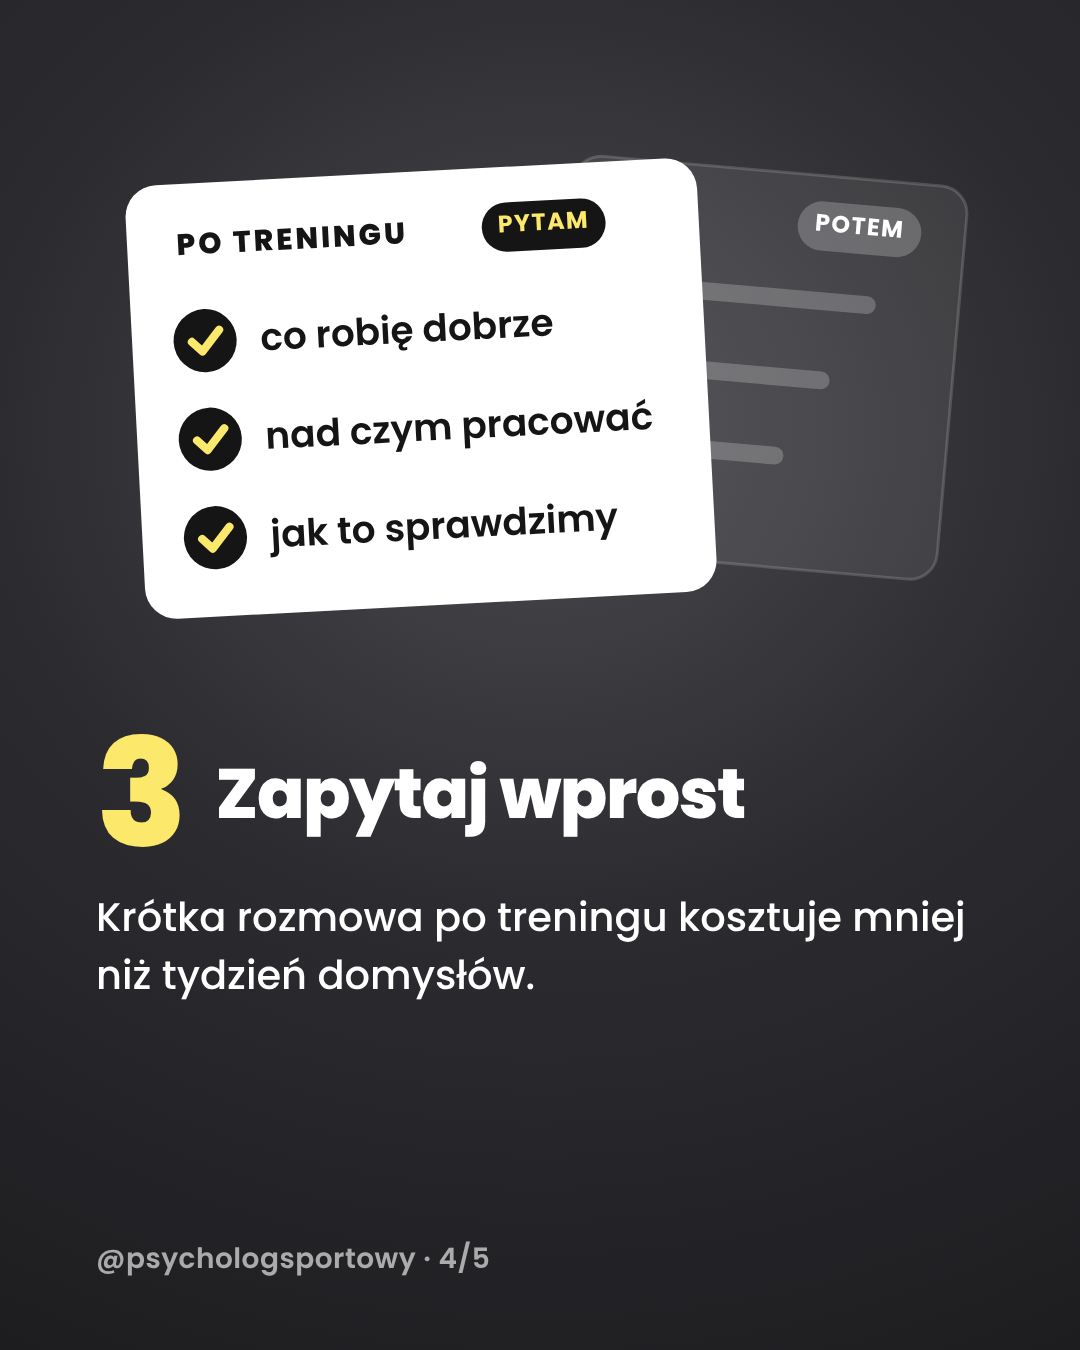 PO TRENINGU PYTAM
POTEM
co robię dobrze
nad czym pracować
jak to sprawdzimy
3 Zapytaj wprost
Krótka rozmowa po treningu kosztuje mniej
niż tydzień domysłów.
@psychologsportowy · 4/5